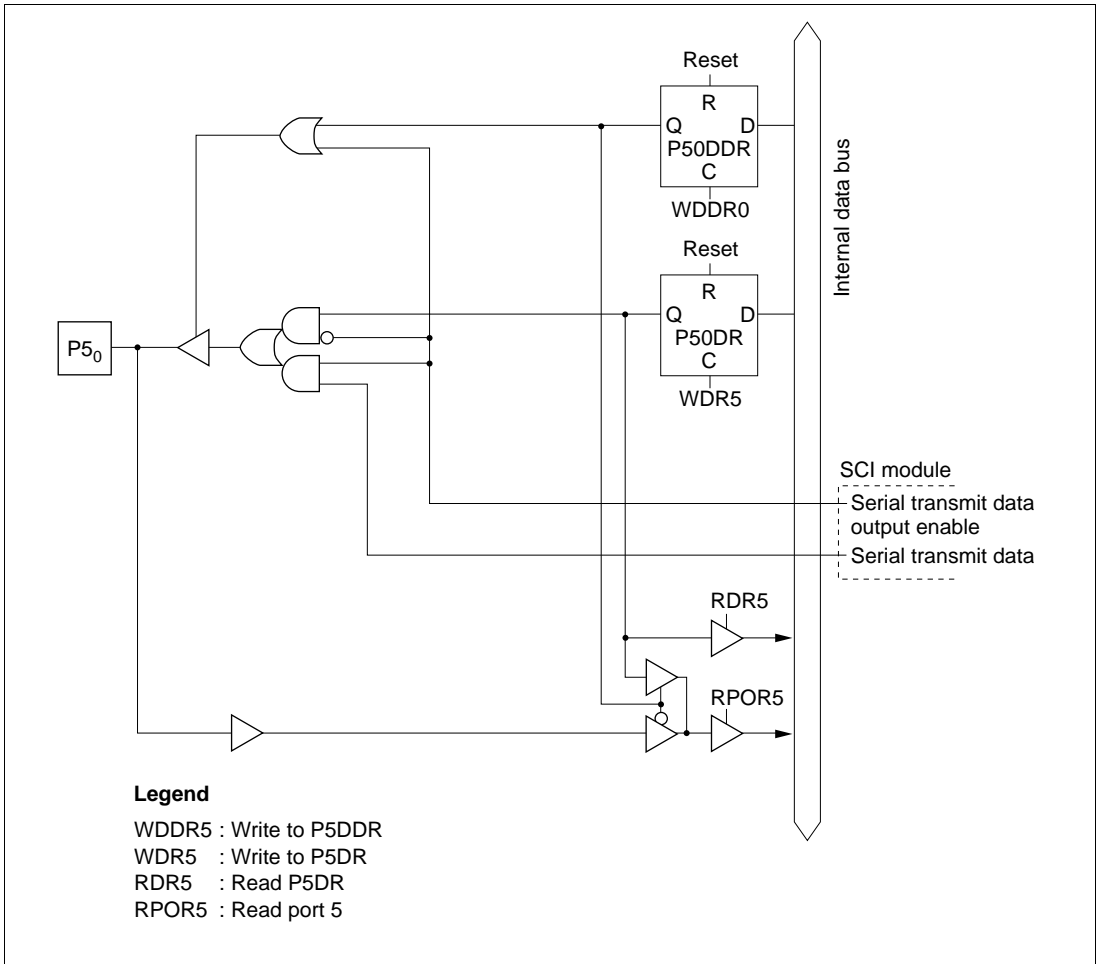 Reset
R
Q D
P50DDR
C
WDDR0
Reset
R
Q D
P50DR
C
WDR5
Internal data bus
P5₀
SCI module
Serial transmit data
output enable
Serial transmit data
RDR5
RPOR5
Legend
WDDR5 : Write to P5DDR
WDR5 : Write to P5DR
RDR5 : Read P5DR
RPOR5 : Read port 5